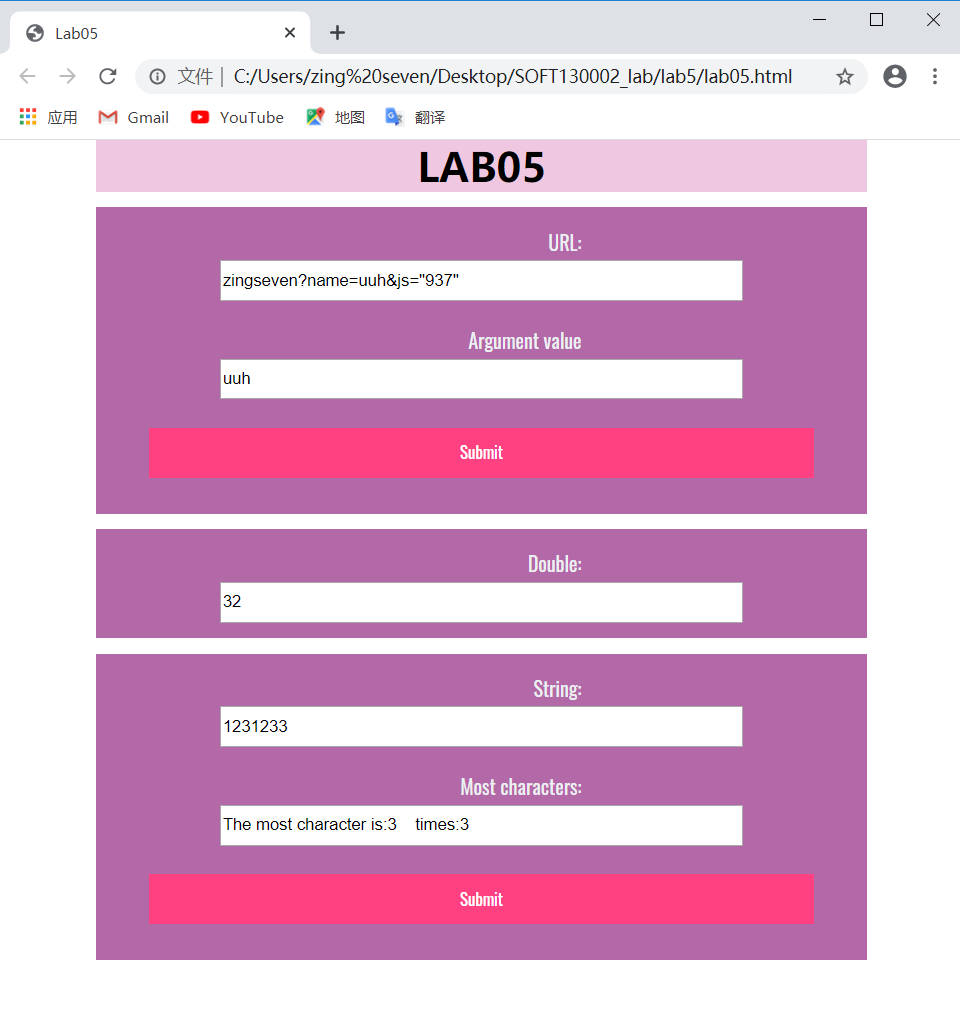 Lab05
文件 | C:/Users/zing%20seven/Desktop/SOFT130002_lab/lab5/lab05.html
应用 Gmail YouTube 地图 翻译
LAB05
URL:
zingseven?name=uuh&js="937"
Argument value
uuh
Submit
Double:
32
String:
1231233
Most characters:
The most character is:3 times:3
Submit